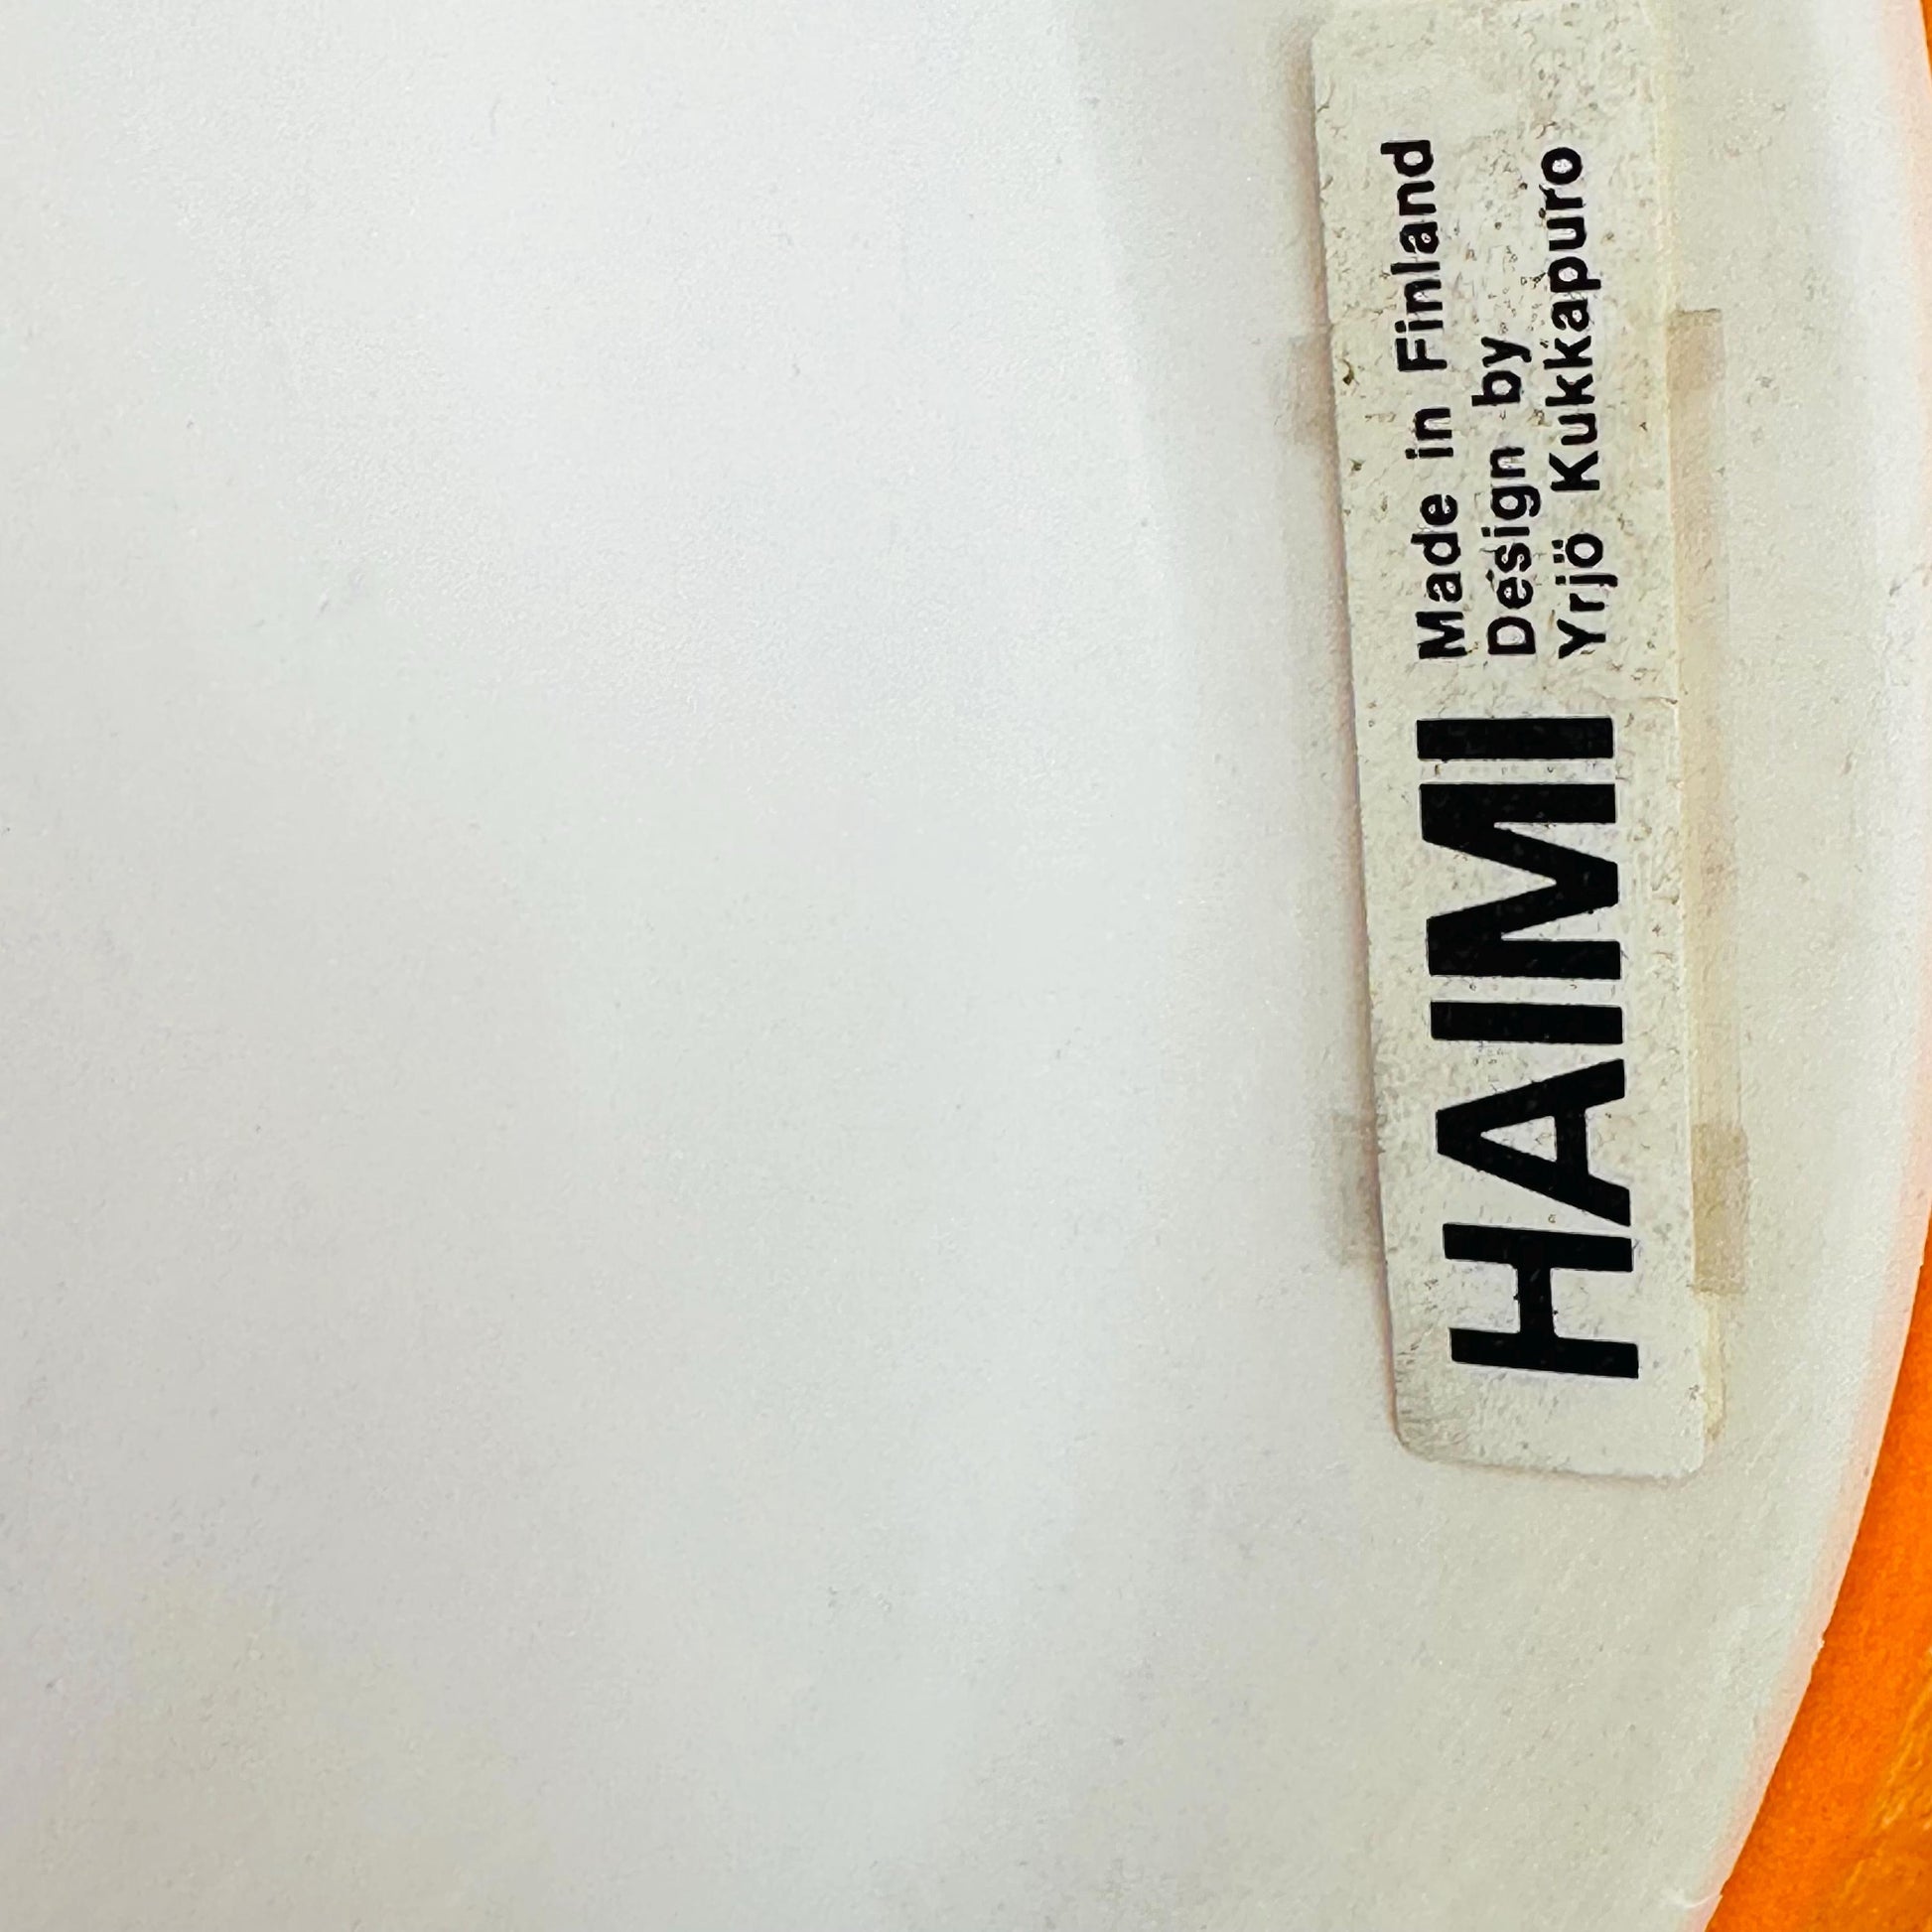 HAIMI
Made in Finland
Design by
Yrjö Kukkapuro